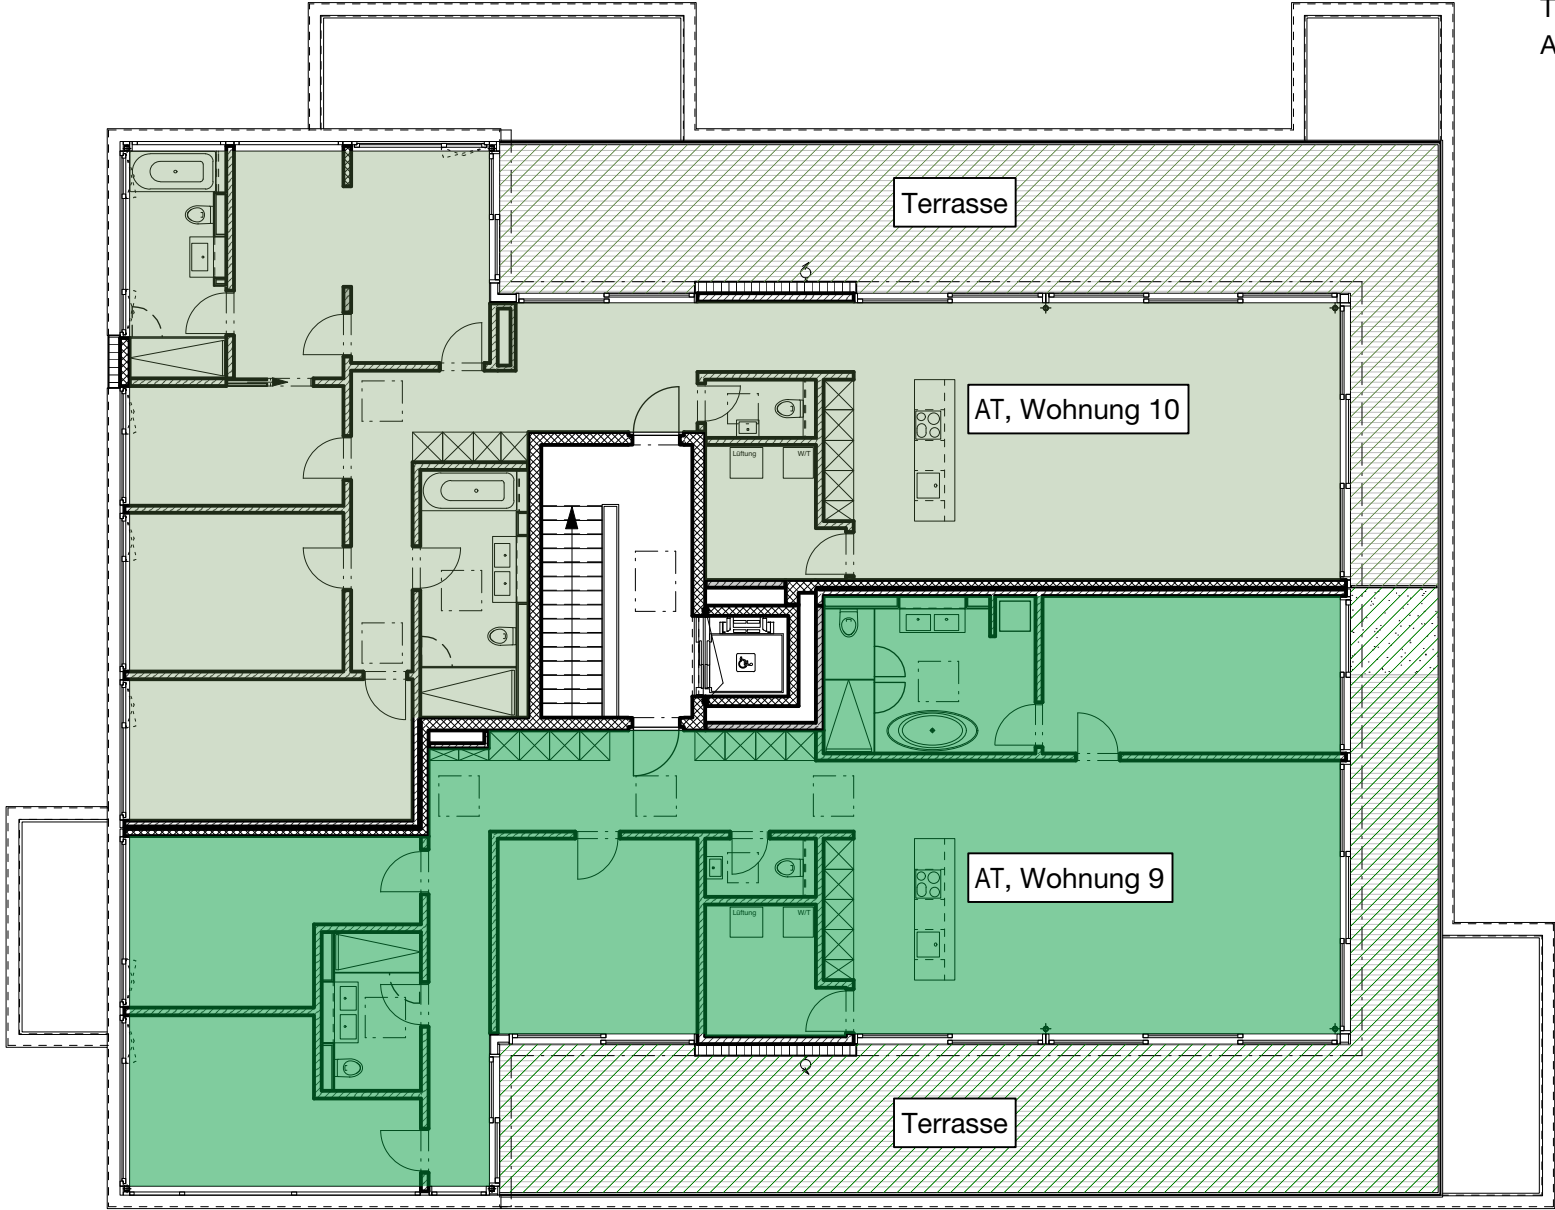 T
A
Terrasse
AT, Wohnung 10
Lüftung
W/T
AT, Wohnung 9
Lüftung
W/T
Terrasse